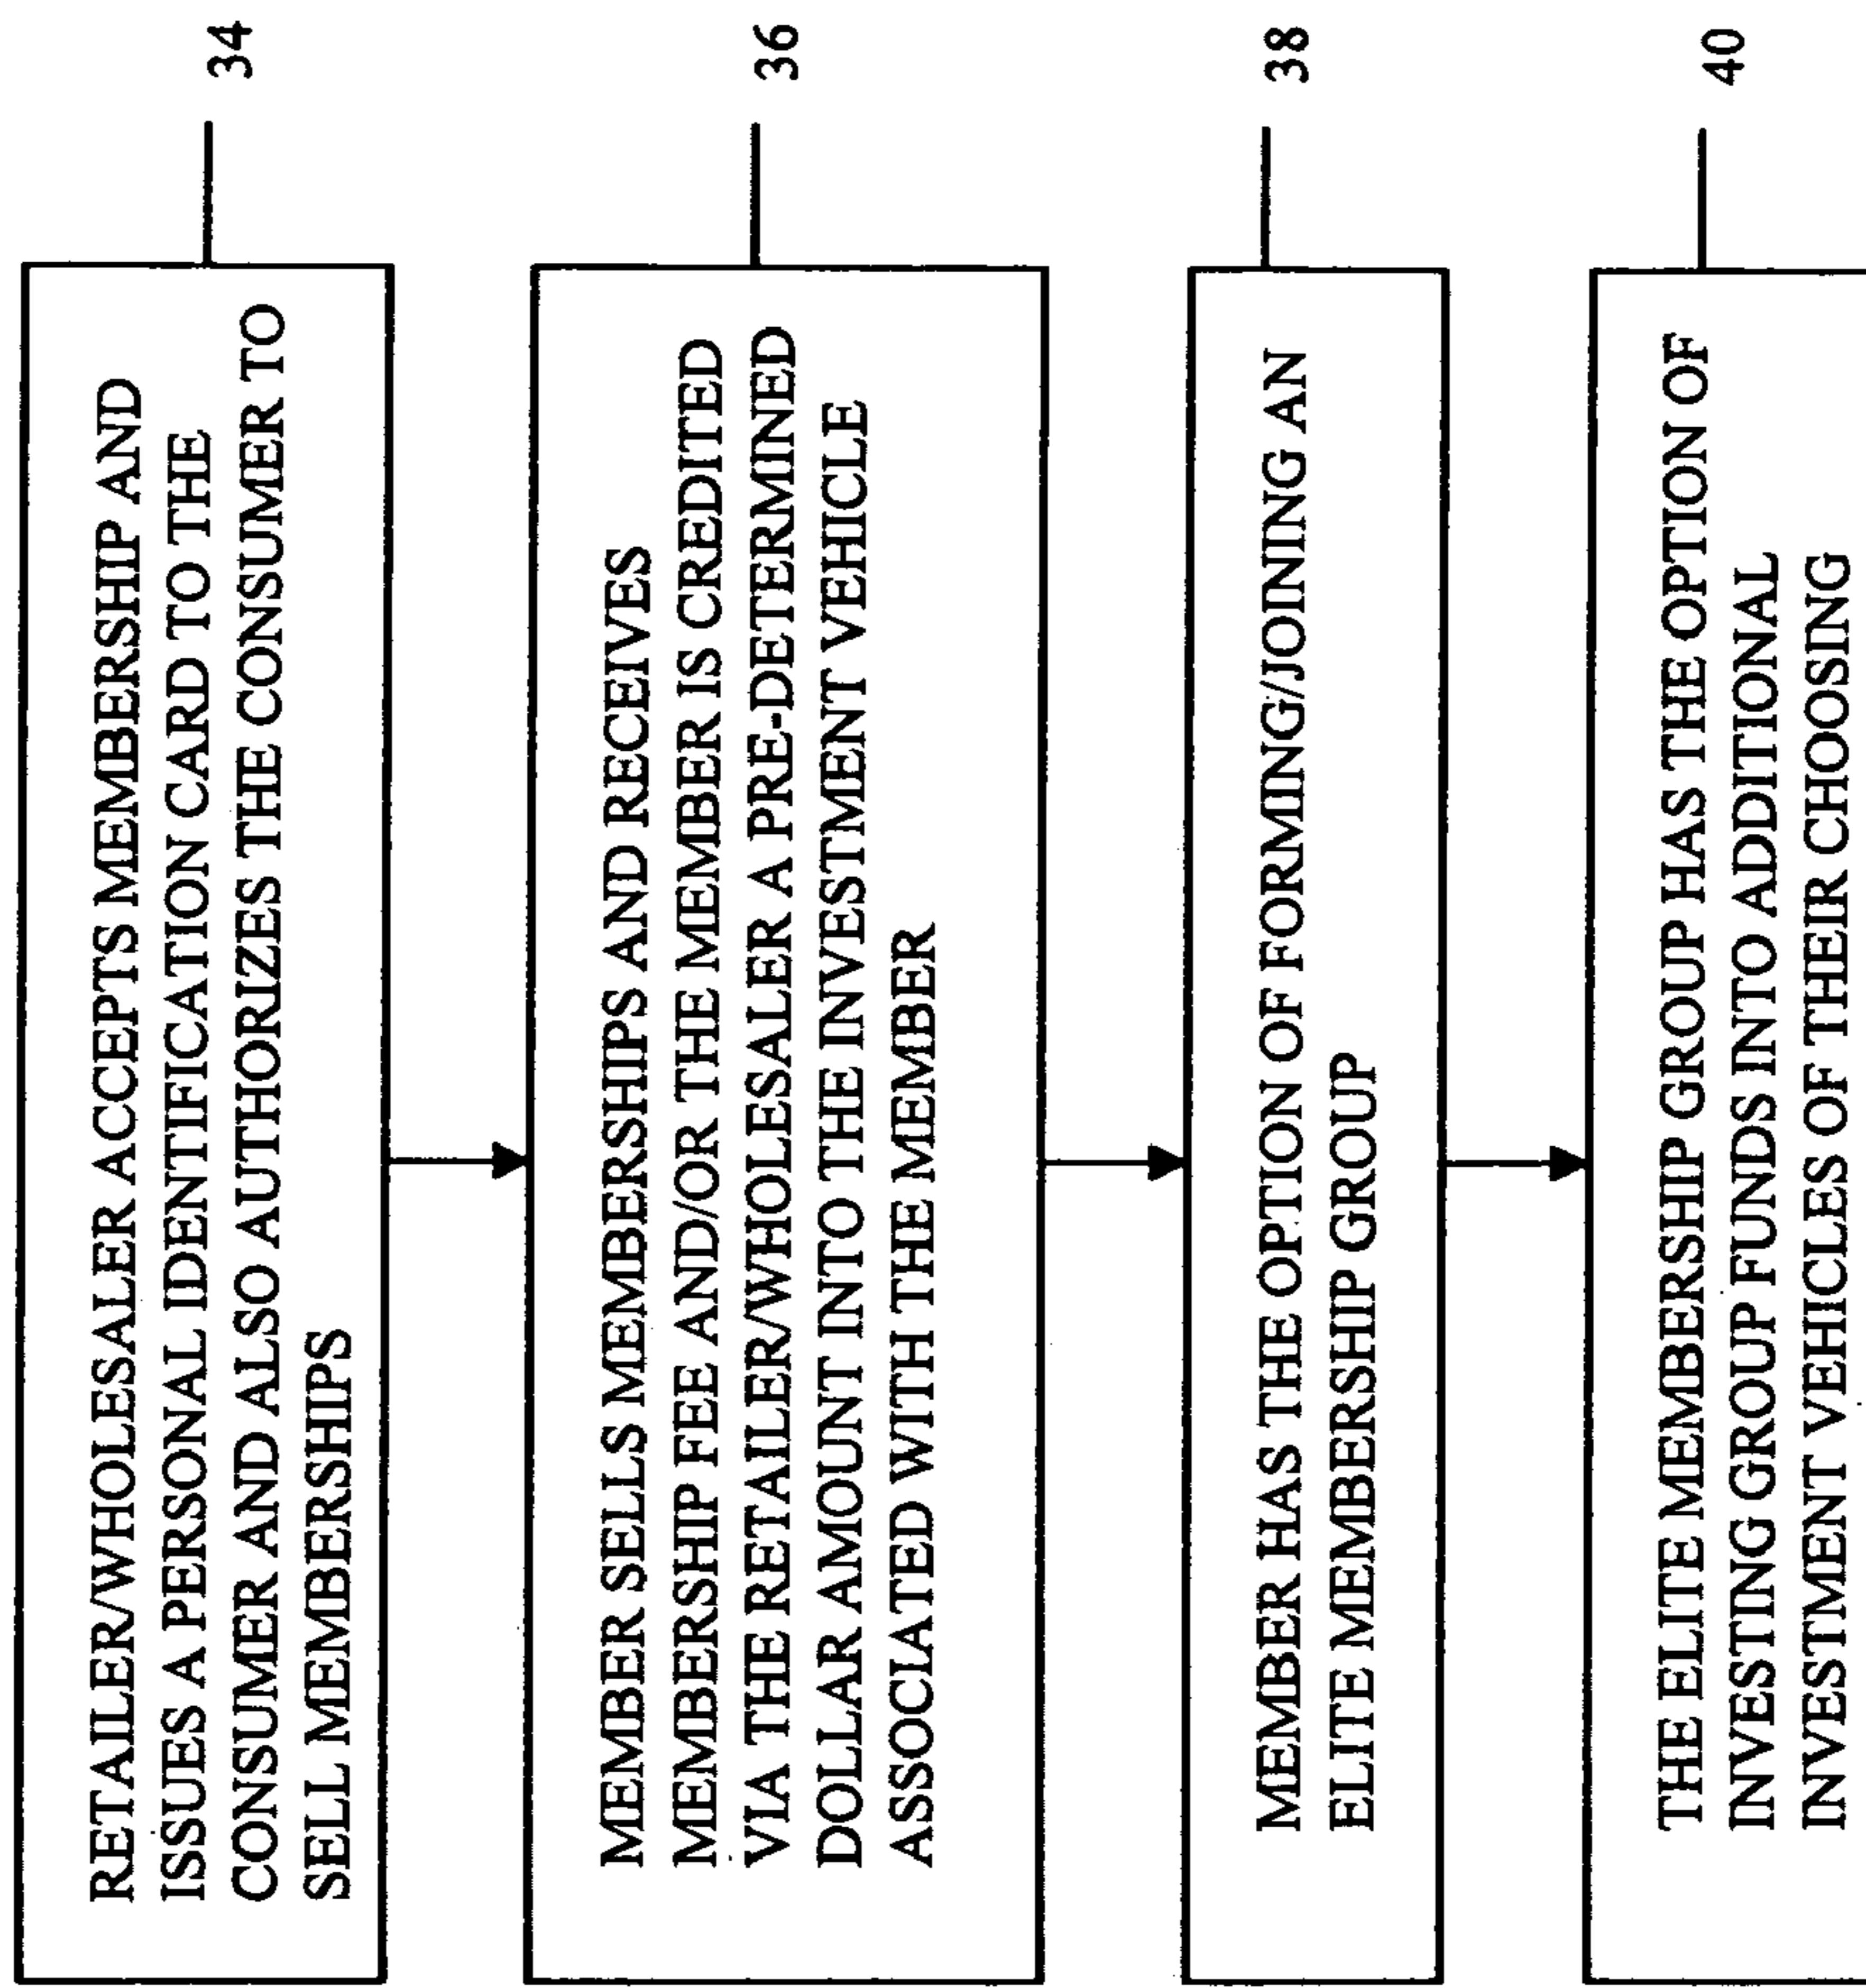 RETAILER/WHOLESALER ACCEPTS MEMBERSHIP AND
ISSUES A PERSONAL IDENTIFICATION CARD TO THE
CONSUMER AND ALSO AUTHORIZES THE CONSUMER TO
SELL MEMBERSHIPS
34
MEMBER SELLS MEMBERSHIPS AND RECEIVES
MEMBERSHIP FEE AND/OR THE MEMBER IS CREDITED
VIA THE RETAILER/WHOLESALER A PRE-DETERMINED
DOLLAR AMOUNT INTO THE INVESTMENT VEHICLE
ASSOCIATED WITH THE MEMBER
36
MEMBER HAS THE OPTION OF FORMING/JOINING AN
ELITE MEMBERSHIP GROUP
38
THE ELITE MEMBERSHIP GROUP HAS THE OPTION OF
INVESTING GROUP FUNDS INTO ADDITIONAL
INVESTMENT VEHICLES OF THEIR CHOOSING
40